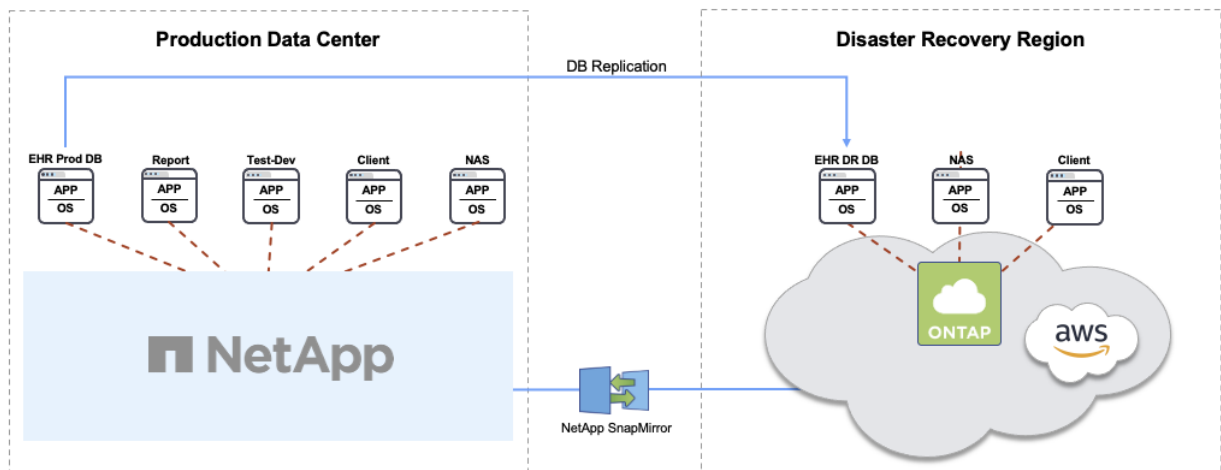 Production Data Center
Disaster Recovery Region
DB Replication
EHR Prod DB
Report
Test-Dev
Client
NAS
EHR DR DB
NAS
Client
APP
OS
APP
OS
APP
OS
APP
OS
APP
OS
APP
OS
APP
OS
APP
OS
NetApp
ONTAP
aws
NetApp SnapMirror